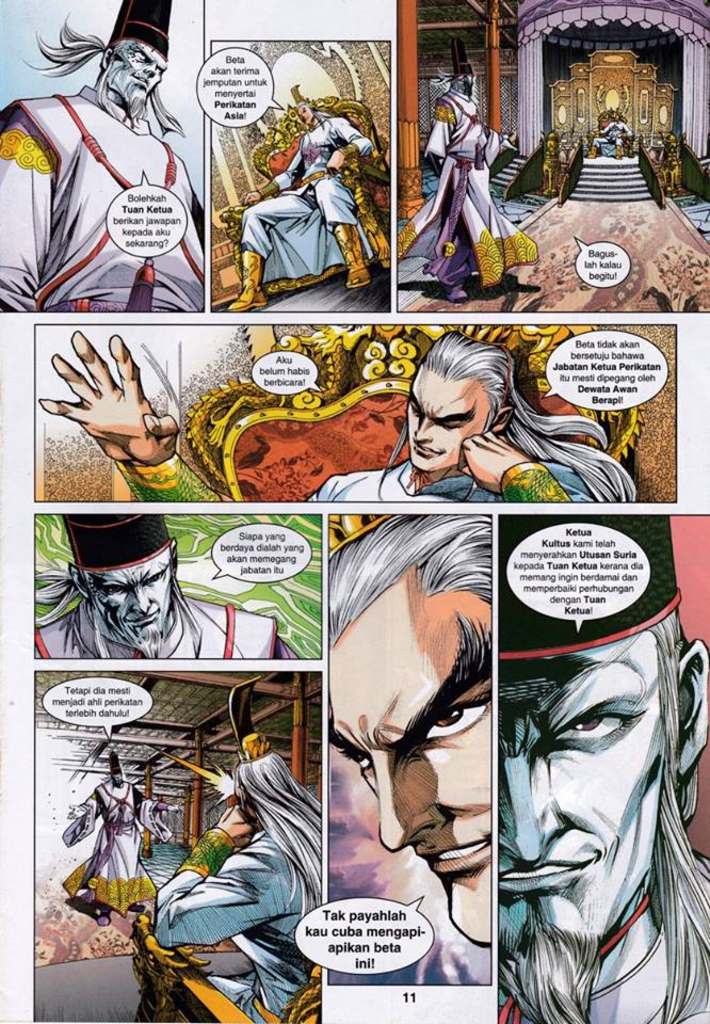 Bolehkah
Tuan Ketua
berikan jawapan
kepada aku
sekarang?
Beta
akan terima
jemputan untuk
menyertai
Perikatan
Asia!
Bagus-
lah kalau
begitu!
Aku
belum habis
berbicara!
Beta tidak akan
bersetuju bahawa
Jabatan Ketua Perikatan
itu mesti dipegang oleh
Dewata Awan
Berapi!
Siapa yang
berdaya dialah yang
akan memegang
jabatan itu
Tetapi dia mesti
menjadi ahli perikatan
terlebih dahulu!
Tak payahlah
kau cuba mengapi-
apikan beta
ini!
Ketua
Kultus kami telah
menyerahkan Utusan Suria
kepada Tuan Ketua kerana dia
memang ingin berdamai dan
memperbaiki perhubungan
dengan Tuan
Ketua!
11